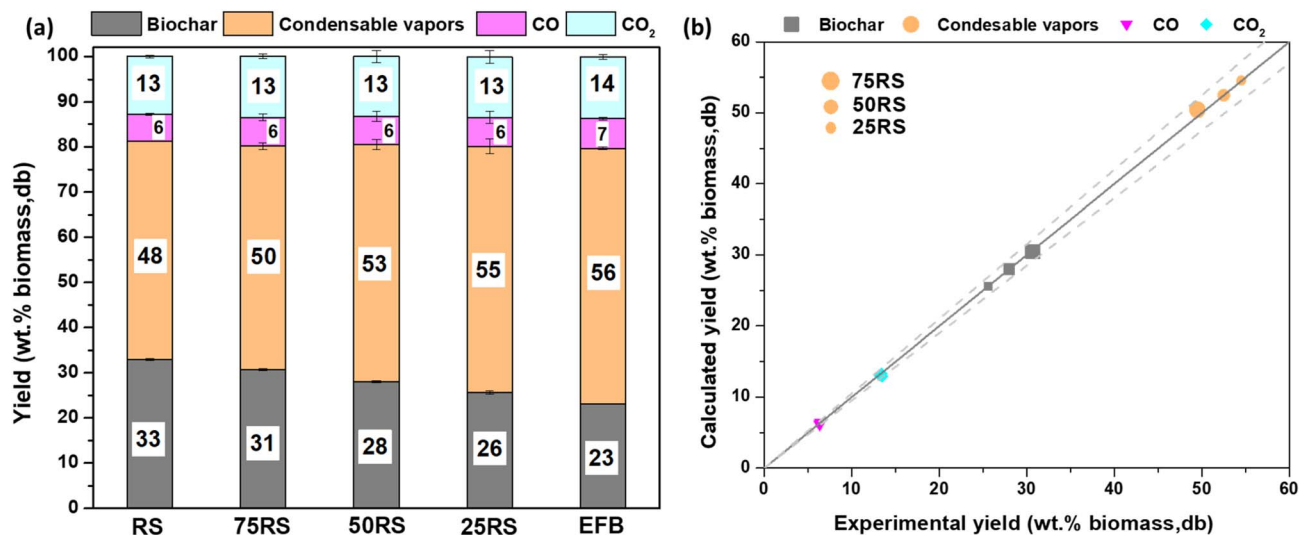 (a)
Biochar Condensable vapors CO CO₂
Yield (wt.% biomass,db)
100
90
80
70
60
50
40
30
20
10
0
13 13 13 13 14
6 6 6 6 7
48 50 53 55 56
33 31 28 26 23
RS 75RS 50RS 25RS EFB
(b)
Biochar Condesable vapors CO CO₂
75RS
50RS
25RS
Calculated yield (wt.% biomass,db)
60
50
40
30
20
10
0
0 10 20 30 40 50 60
Experimental yield (wt.% biomass,db)